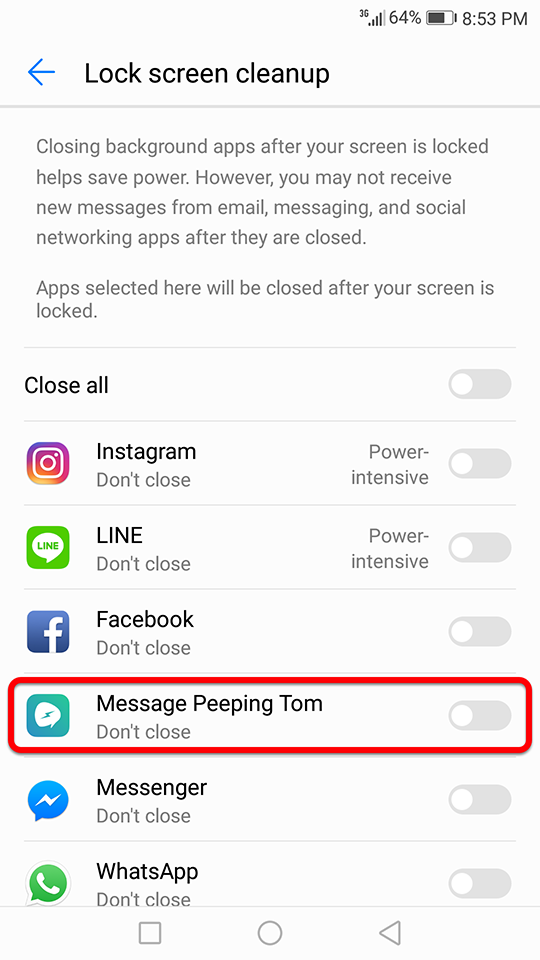 3G 64% 8:53 PM
Lock screen cleanup
Closing background apps after your screen is locked
helps save power. However, you may not receive
new messages from email, messaging, and social
networking apps after they are closed.
Apps selected here will be closed after your screen is
locked.
Close all
Instagram
Don't close
Power-
intensive
LINE
LINE
Don't close
Power-
intensive
Facebook
Don't close
Message Peeping Tom
Don't close
Messenger
Don't close
WhatsApp
Don't close